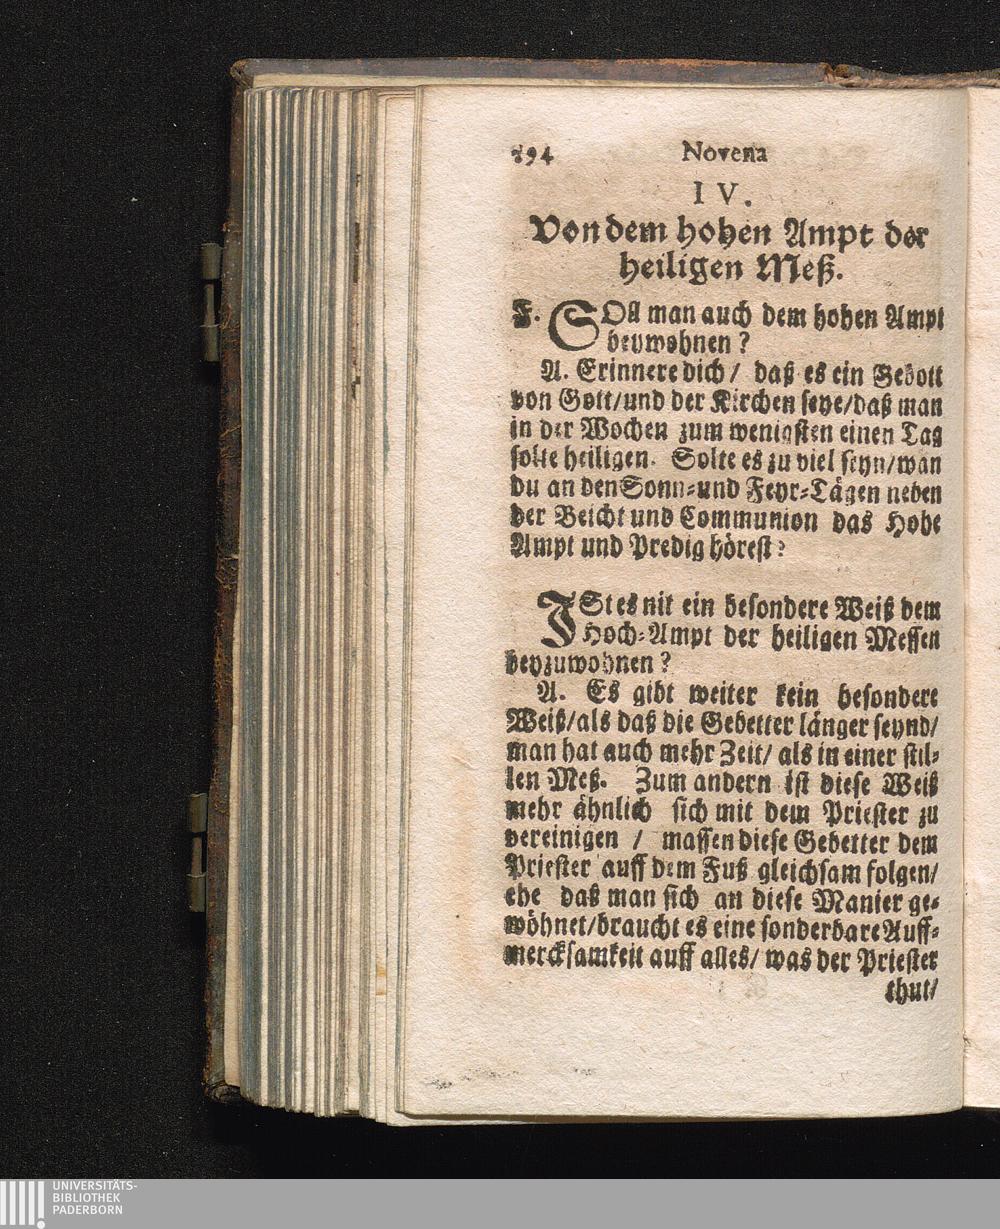 294 Novena
IV.
Von dem hohen Ampt der
heiligen Meß.
F. SOll man auch dem hohen Ampt
beywohnen?
A. Erinnere dich/ daß es ein Gebott
von Gott/und der Kirchen seye/daß man
in der Wochen zum wenigsten einen Tag
solte heiligen. Solte es zu viel seyn/wan
du an den Sonn-und Feyr-Tägen neben
der Beicht und Communion das Hohe
Ampt und Predig hörest?
ISt es nit ein besondere Weiß dem
Hoch-Ampt der heiligen Messen
beyzuwohnen?
A. Es gibt weiter kein besondere
Weiß/als daß die Gebetter länger seynd/
man hat auch mehr Zeit/ als in einer stil-
len Meß. Zum andern ist diese Weiß
mehr ähnlich sich mit dem Priester zu
vereinigen / massen diese Gebetter dem
Priester auff dem Fuß gleichsam folgen/
ehe daß man sich an diese Manier ge-
wöhnet/braucht es eine sonderbare Auff-
mercksamkeit auff alles/ was der Priester
thut/
UNIVERSITÄTS-
BIBLIOTHEK
PADERBORN